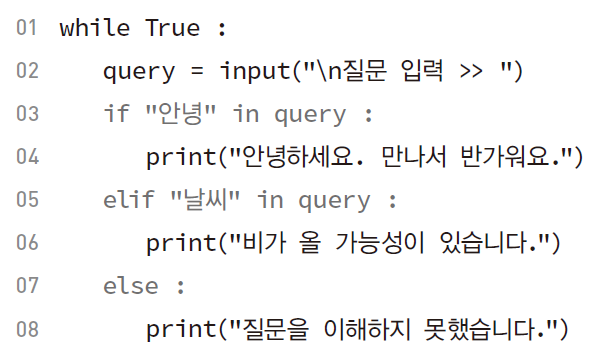 01 while True :
02 query = input("\n질문 입력 >> ")
03 if "안녕" in query :
04 print("안녕하세요. 만나서 반가워요.")
05 elif "날씨" in query :
06 print("비가 올 가능성이 있습니다.")
07 else :
08 print("질문을 이해하지 못했습니다.")